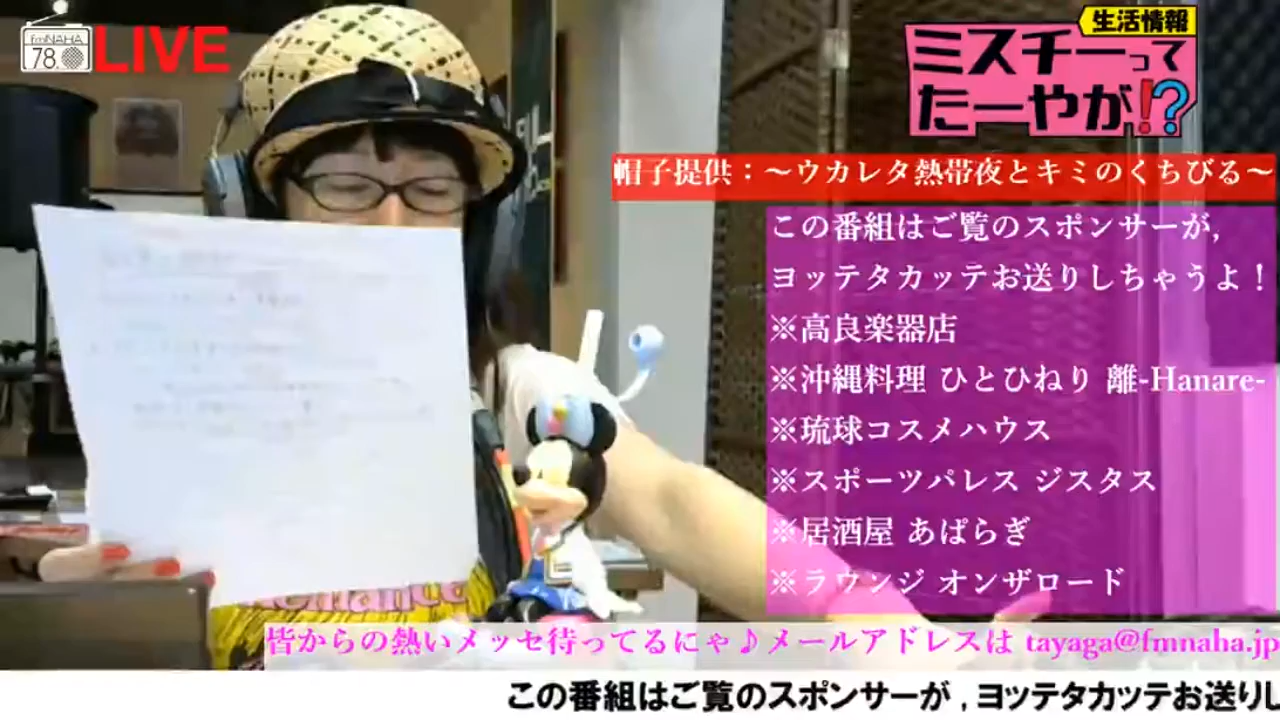 fmNAHA
78.
LIVE
生活情報
ミスチーって
たーやが!?
帽子提供：～ウカレタ熱帯夜とキミのくちびる～
この番組はご覧のスポンサーが,
ヨッテタカッテお送りしちゃうよ！
※高良楽器店
※沖縄料理 ひとひねり 離-Hanare-
※琉球コスメハウス
※スポーツパレス ジスタス
※居酒屋 あぱらぎ
※ラウンジ オンザロード
皆からの熱いメッセ待ってるにゃ♪メールアドレスは tayaga@fmnaha.jp
この番組はご覧のスポンサーが , ヨッテタカッテお送りし